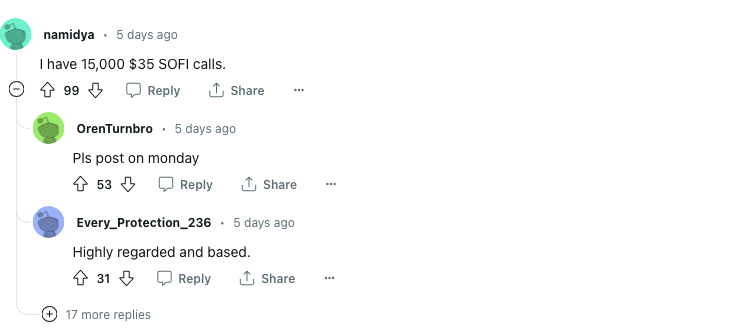 namidya • 5 days ago
I have 15,000 $35 SOFI calls.
99 Reply Share ...
OrenTurnbro • 5 days ago
Pls post on monday
53 Reply Share ...
Every_Protection_236 • 5 days ago
Highly regarded and based.
31 Reply Share ...
17 more replies